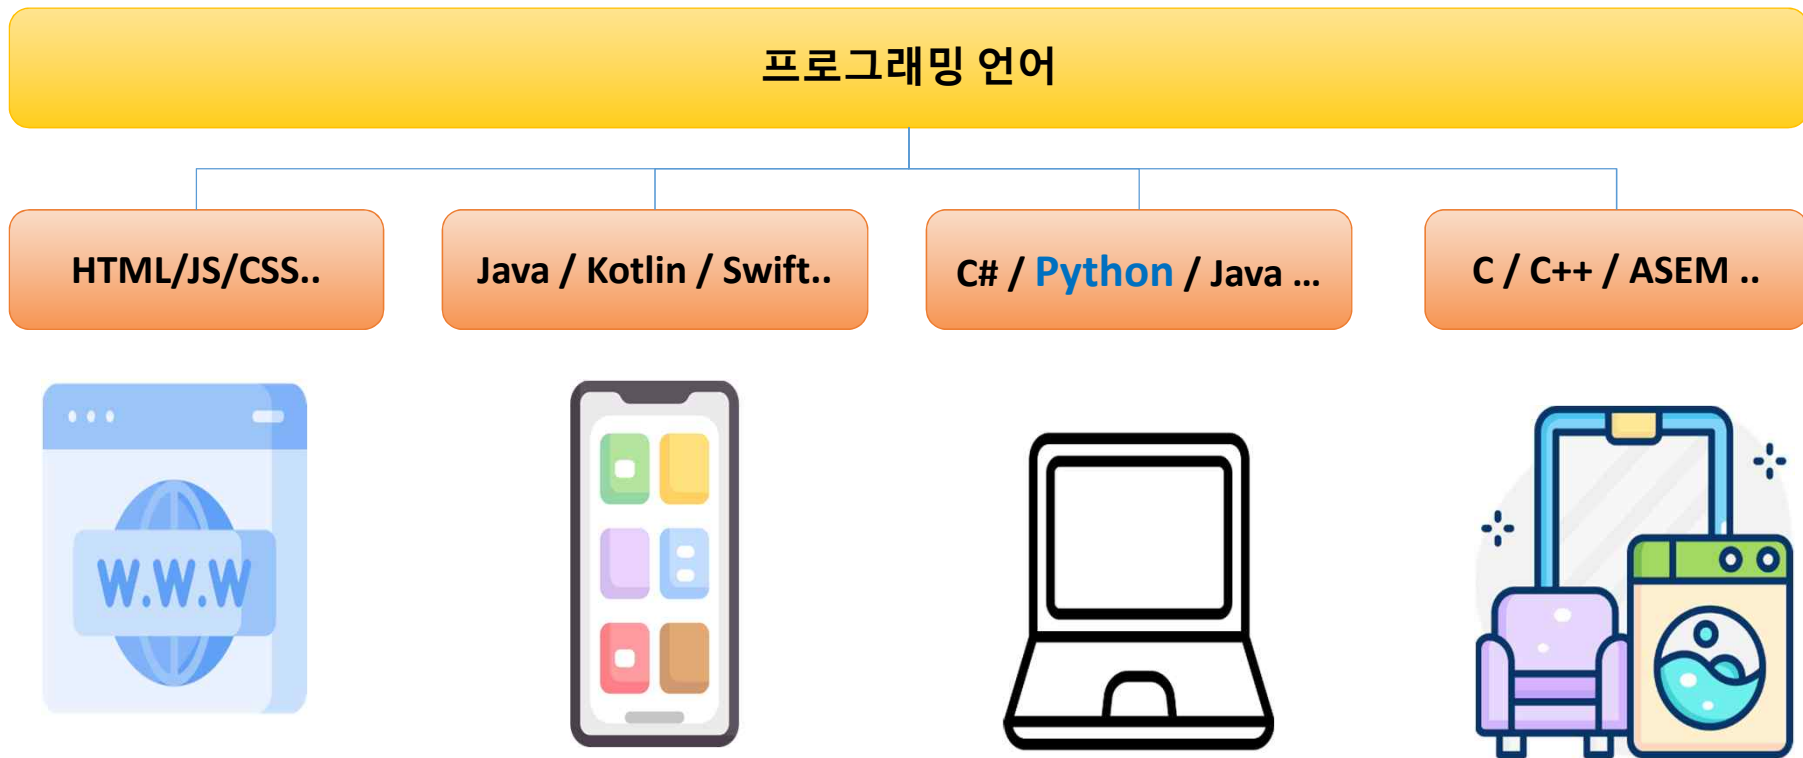 프로그래밍 언어
HTML/JS/CSS..
Java / Kotlin / Swift..
C# / Python / Java ...
C / C++ / ASEM ..
W.W.W